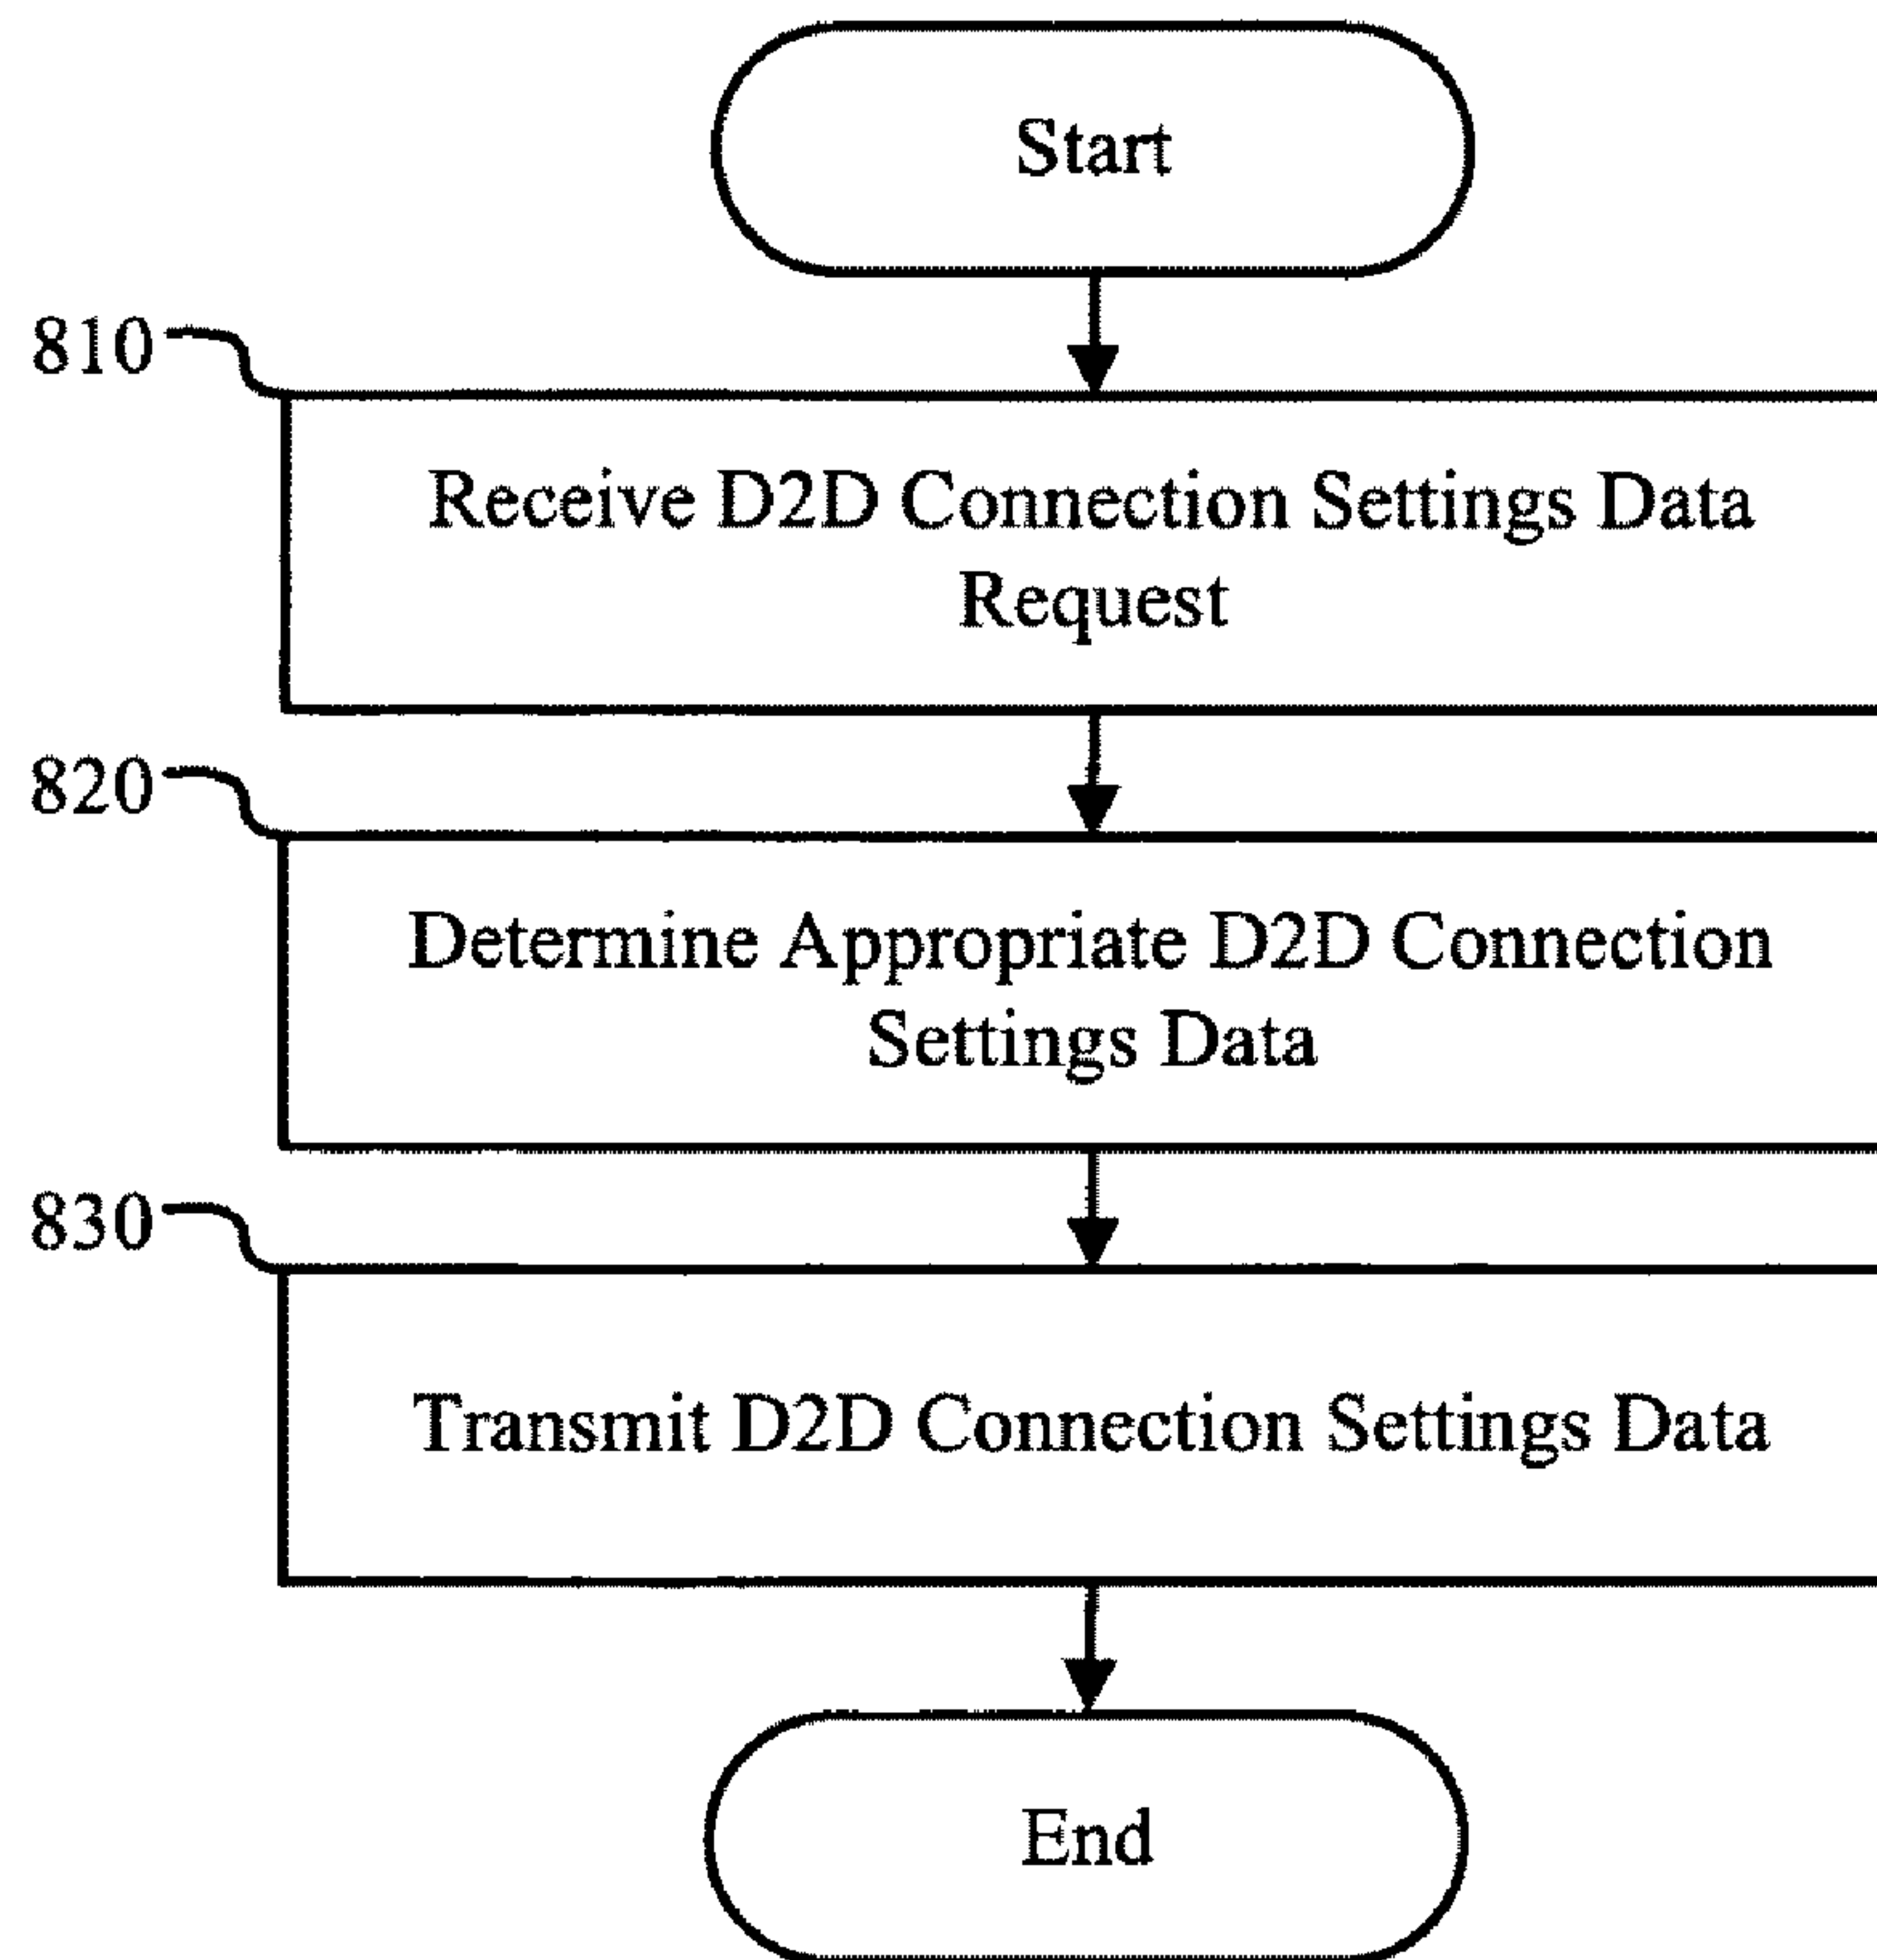 Start
810
Receive D2D Connection Settings Data
Request
820
Determine Appropriate D2D Connection
Settings Data
830
Transmit D2D Connection Settings Data
End